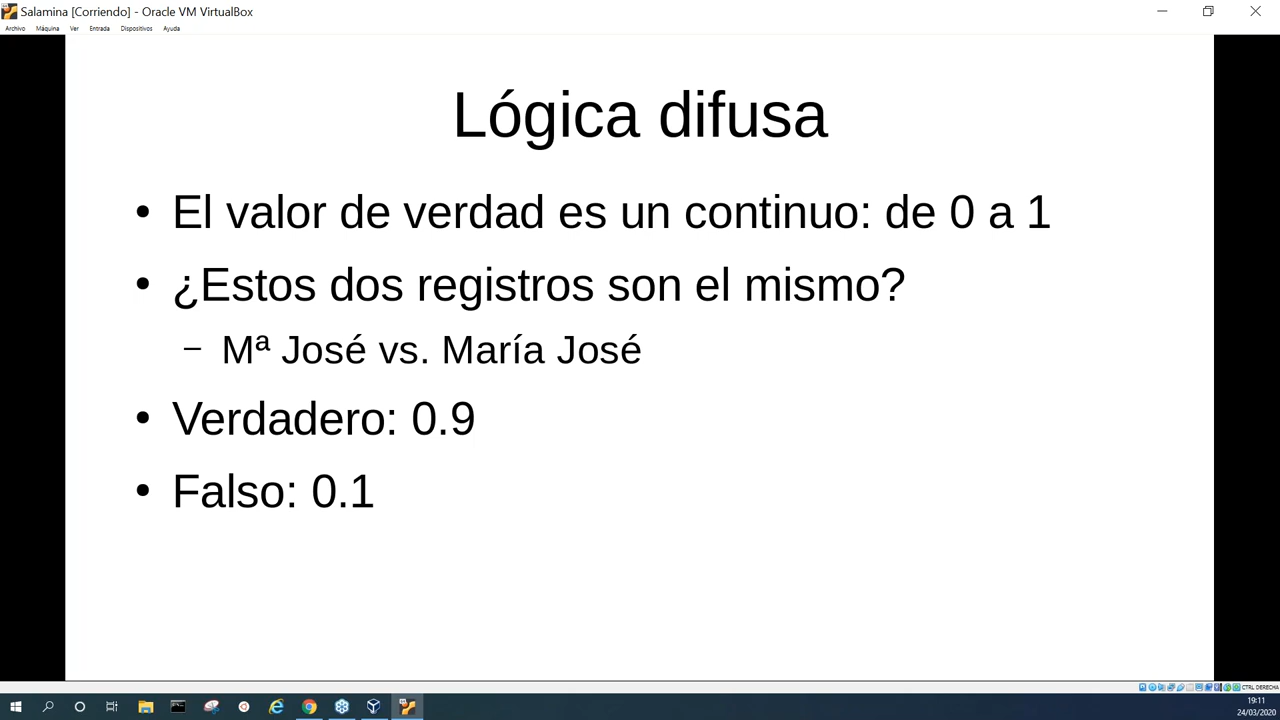 Salamina [Corriendo] - Oracle VM VirtualBox
Archivo Máquina Ver Entrada Dispositivos Ayuda
Lógica difusa
• El valor de verdad es un continuo: de 0 a 1
• ¿Estos dos registros son el mismo?
– Mª José vs. María José
• Verdadero: 0.9
• Falso: 0.1
CTRL DERECHA
19:11
24/03/2020